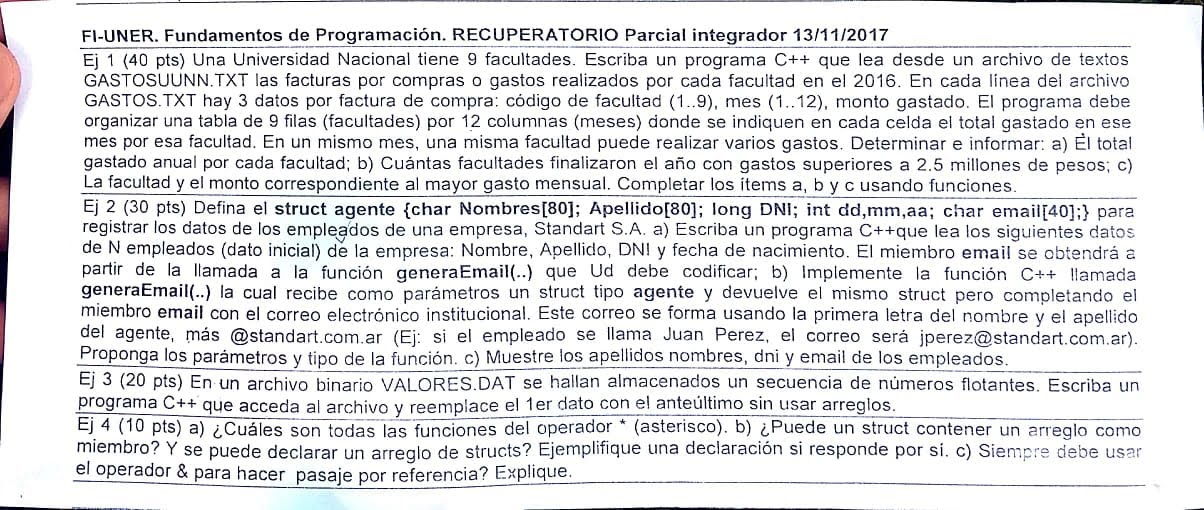 FI-UNER. Fundamentos de Programación. RECUPERATORIO Parcial integrador 13/11/2017
Ej 1 (40 pts) Una Universidad Nacional tiene 9 facultades. Escriba un programa C++ que lea desde un archivo de textos
GASTOSUUNN.TXT las facturas por compras o gastos realizados por cada facultad en el 2016. En cada línea del archivo
GASTOS.TXT hay 3 datos por factura de compra: código de facultad (1..9), mes (1..12), monto gastado. El programa debe
organizar una tabla de 9 filas (facultades) por 12 columnas (meses) donde se indiquen en cada celda el total gastado en ese
mes por esa facultad. En un mismo mes, una misma facultad puede realizar varios gastos. Determinar e informar: a) El total
gastado anual por cada facultad; b) Cuántas facultades finalizaron el año con gastos superiores a 2.5 millones de pesos; c)
La facultad y el monto correspondiente al mayor gasto mensual. Completar los ítems a, b y c usando funciones.
Ej 2 (30 pts) Defina el struct agente {char Nombres[80]; Apellido[80]; long DNI; int dd,mm,aa; char email[40];} para
registrar los datos de los empleados de una empresa, Standart S.A. a) Escriba un programa C++que lea los siguientes datos
de N empleados (dato inicial) de la empresa: Nombre, Apellido, DNI y fecha de nacimiento. El miembro email se obtendrá a
partir de la llamada a la función generaEmail(..) que Ud debe codificar; b) Implemente la función C++ llamada
generaEmail(..) la cual recibe como parámetros un struct tipo agente y devuelve el mismo struct pero completando el
miembro email con el correo electrónico institucional. Este correo se forma usando la primera letra del nombre y el apellido
del agente, más @standart.com.ar (Ej: si el empleado se llama Juan Perez, el correo será jperez@standart.com.ar).
Proponga los parámetros y tipo de la función. c) Muestre los apellidos nombres, dni y email de los empleados.
Ej 3 (20 pts) En un archivo binario VALORES.DAT se hallan almacenados un secuencia de números flotantes. Escriba un
programa C++ que acceda al archivo y reemplace el 1er dato con el anteúltimo sin usar arreglos.
Ej 4 (10 pts) a) ¿Cuáles son todas las funciones del operador * (asterisco). b) ¿Puede un struct contener un arreglo como
miembro? Y se puede declarar un arreglo de structs? Ejemplifique una declaración si responde por si. c) Siempre debe usar
el operador & para hacer pasaje por referencia? Explique.